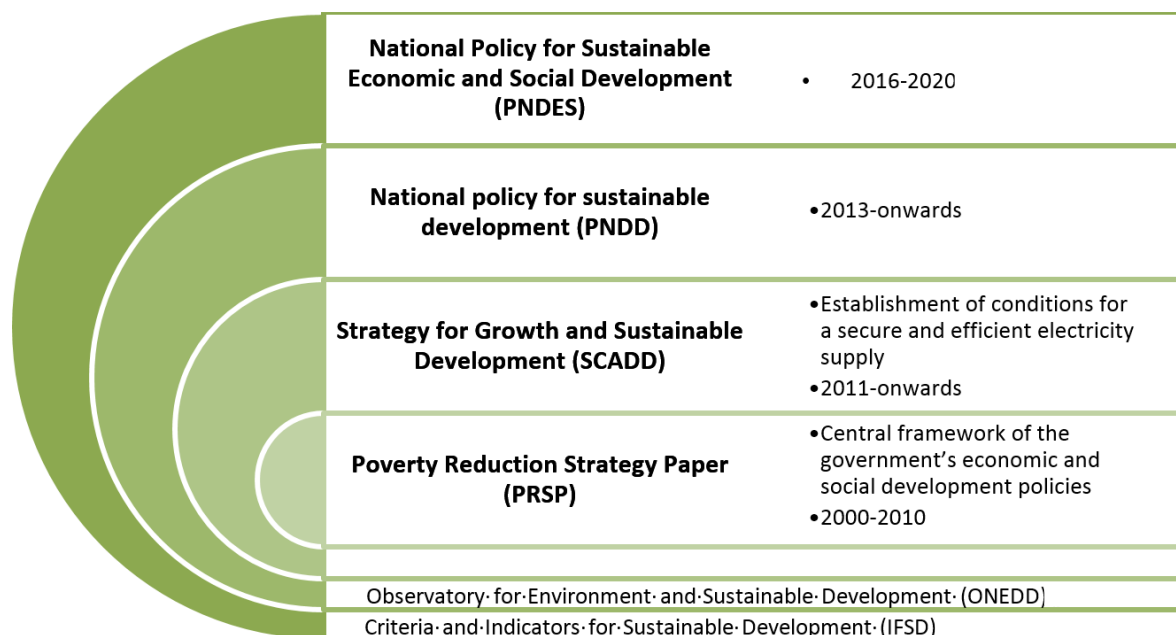 National Policy for Sustainable
Economic and Social Development
(PNDES)
• 2016-2020
National policy for sustainable
development (PNDD)
•2013-onwards
Strategy for Growth and Sustainable
Development (SCADD)
•Establishment of conditions for
a secure and efficient electricity
supply
•2011-onwards
Poverty Reduction Strategy Paper
(PRSP)
•Central framework of the
government’s economic and
social development policies
•2000-2010
Observatory·for·Environment·and·Sustainable·Development·(ONEDD)
Criteria·and·Indicators·for·Sustainable·Development·(IFSD)